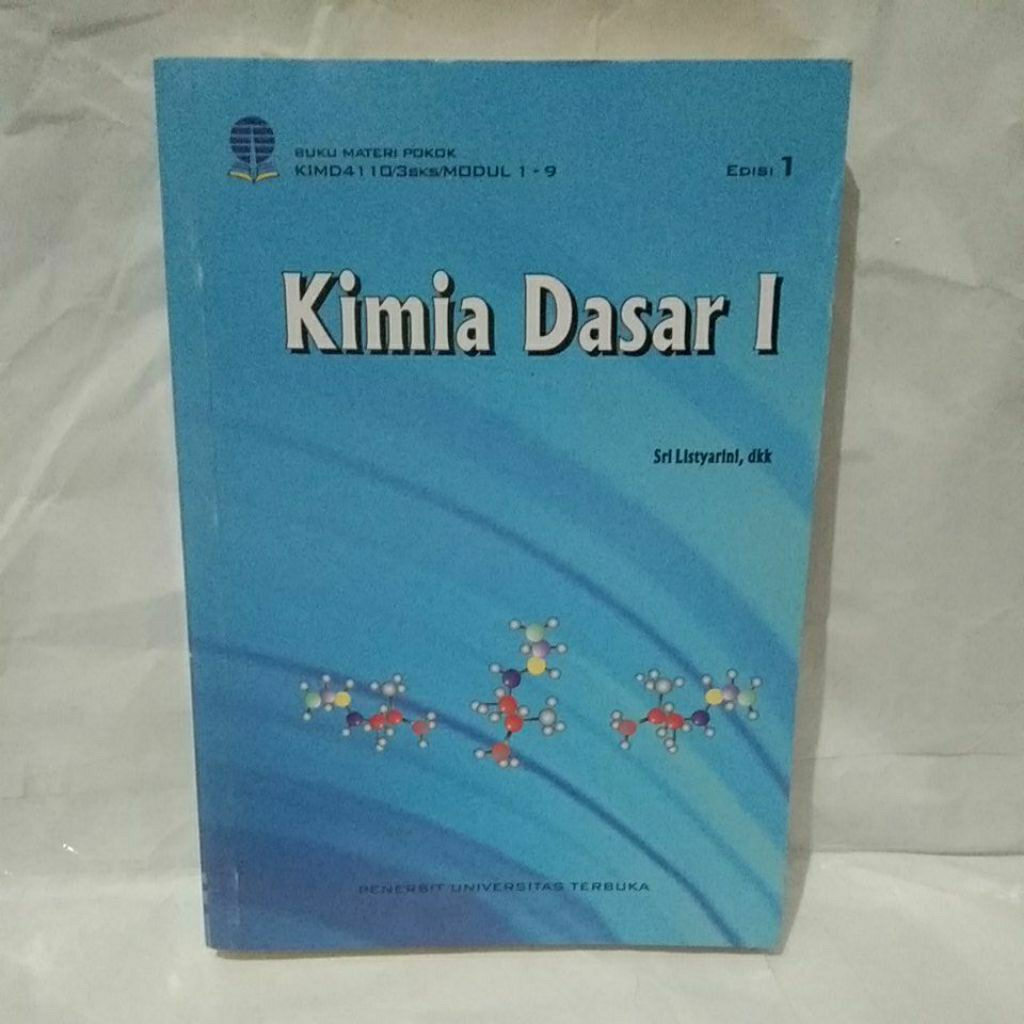 BUKU MATERI POKOK
KIMD4110/3sks/MODUL 1 - 9
EDISI 1
Kimia Dasar I
Sri Listyarini, dkk
PENERBIT UNIVERSITAS TERBUKA